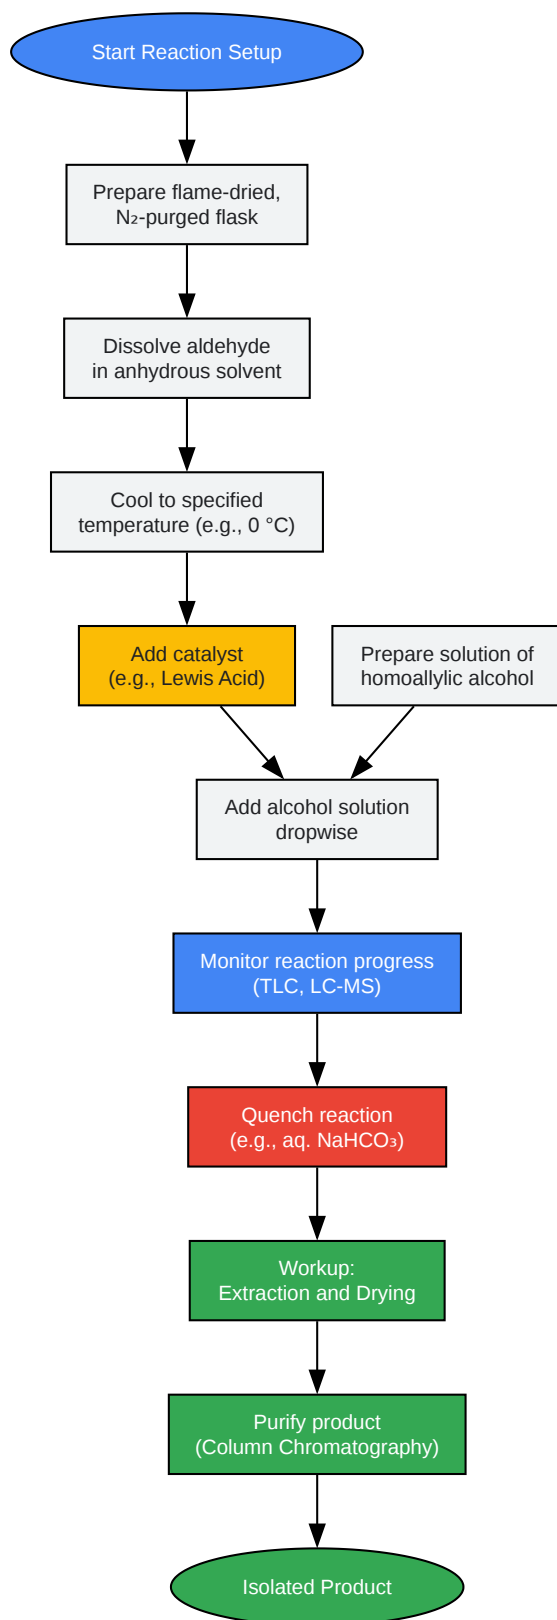 Start Reaction Setup
Prepare flame-dried,
N₂-purged flask
Dissolve aldehyde
in anhydrous solvent
Cool to specified
temperature (e.g., 0 °C)
Add catalyst
(e.g., Lewis Acid)
Prepare solution of
homoallylic alcohol
Add alcohol solution
dropwise
Monitor reaction progress
(TLC, LC-MS)
Quench reaction
(e.g., aq. NaHCO₃)
Workup:
Extraction and Drying
Purify product
(Column Chromatography)
Isolated Product